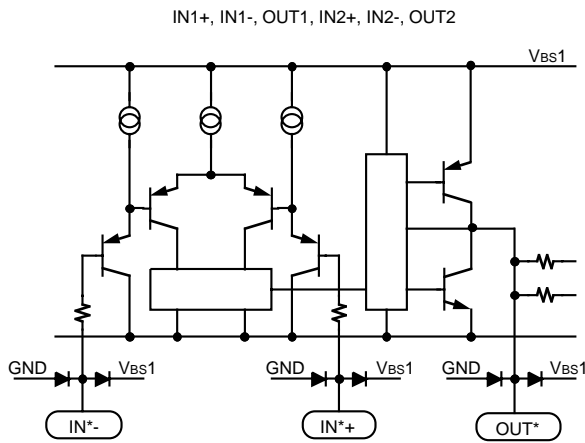 IN1+, IN1-, OUT1, IN2+, IN2-, OUT2
VBS1
GND VBS1 GND VBS1 GND VBS1
IN*- IN*+ OUT*